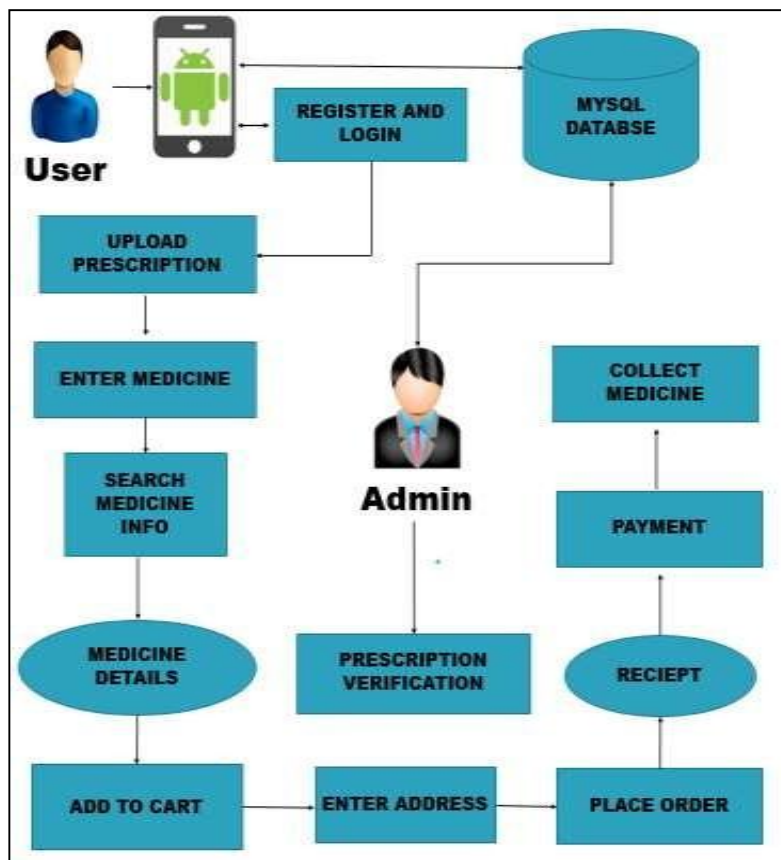 User
REGISTER AND
LOGIN
MYSQL
DATABSE
UPLOAD
PRESCRIPTION
ENTER MEDICINE
SEARCH
MEDICINE
INFO
MEDICINE
DETAILS
ADD TO CART
ENTER ADDRESS
PLACE ORDER
RECIEPT
PAYMENT
COLLECT
MEDICINE
Admin
PRESCRIPTION
VERIFICATION